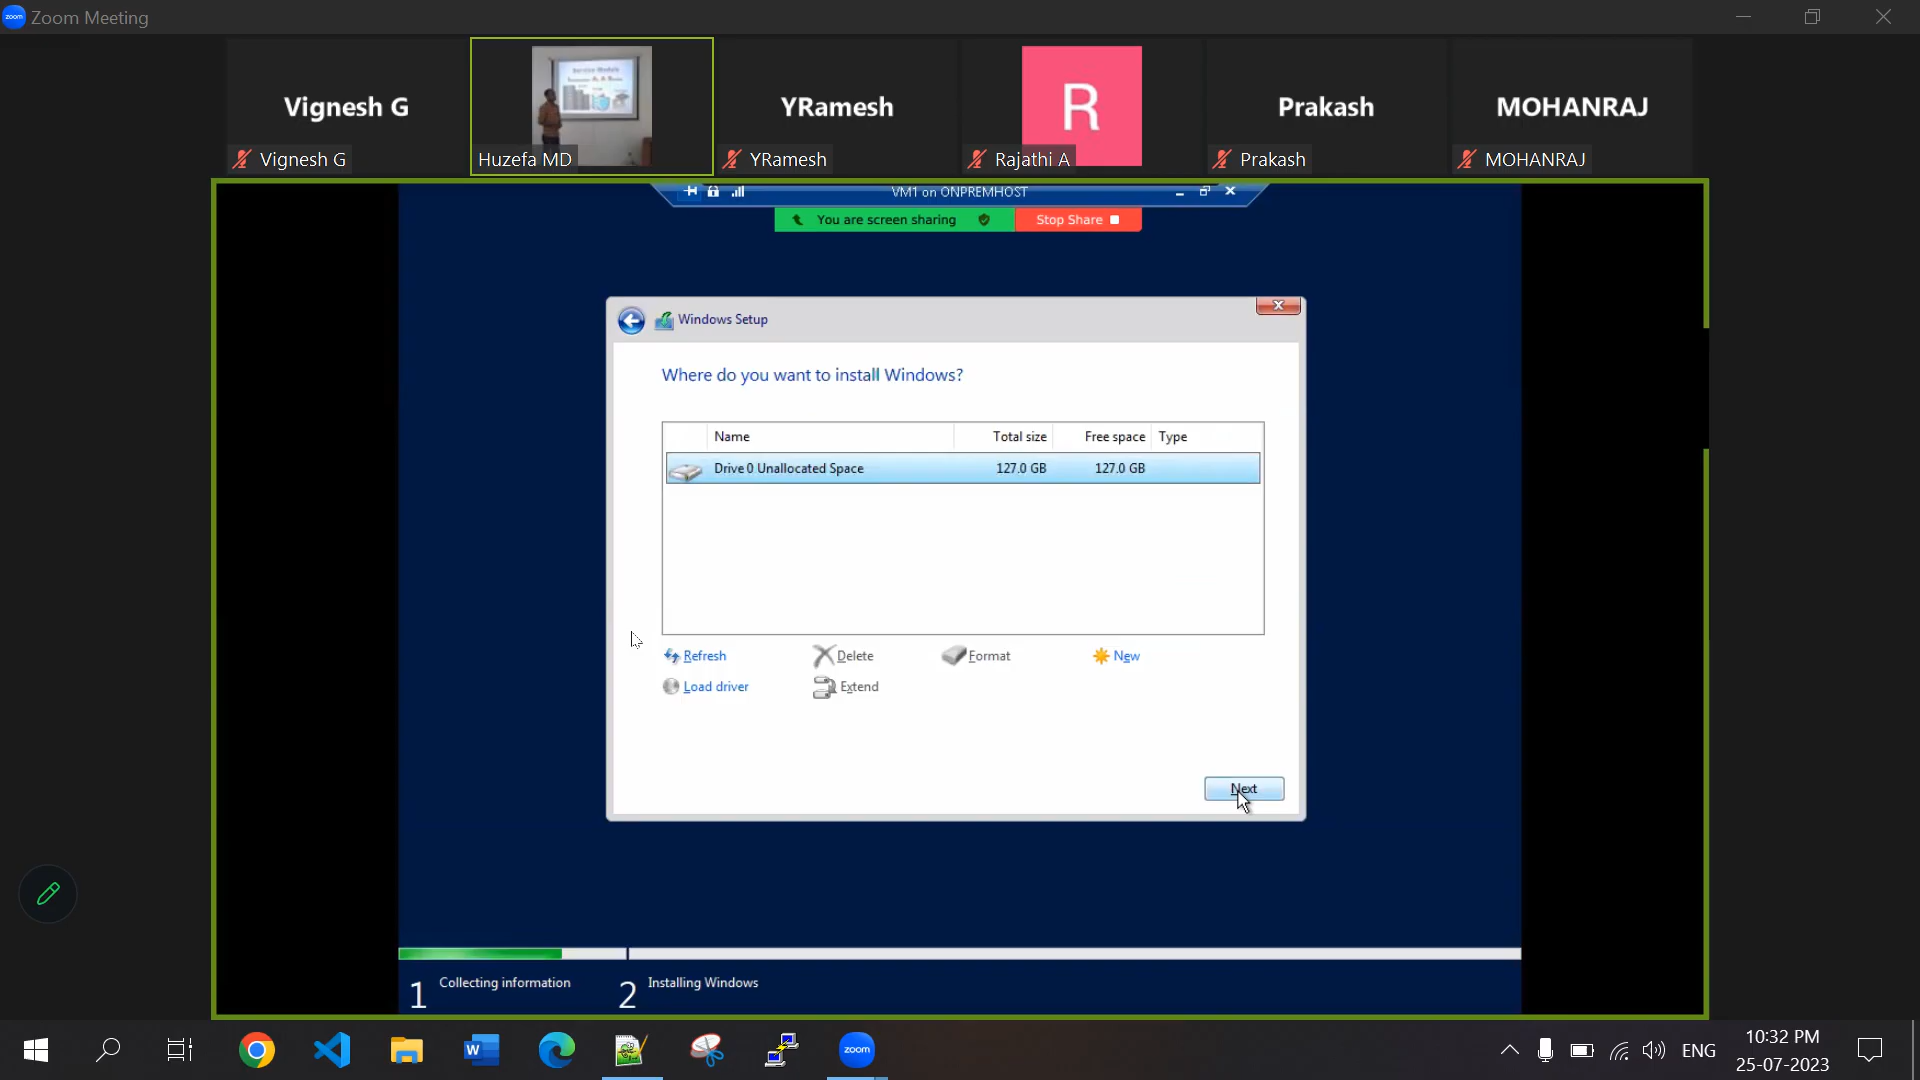 zoom Zoom Meeting
Vignesh G
YRamesh
R
Prakash
MOHANRAJ
Vignesh G
Huzefa MD
YRamesh
Rajathi A
Prakash
MOHANRAJ
VM1 on ONPREMHOST
You are screen sharing
Stop Share
Windows Setup
Where do you want to install Windows?
Name Total size Free space Type
Drive 0 Unallocated Space 127.0 GB 127.0 GB
Refresh Delete Format New
Load driver Extend
Next
1 Collecting information 2 Installing Windows
zoom
ENG
10:32 PM
25-07-2023